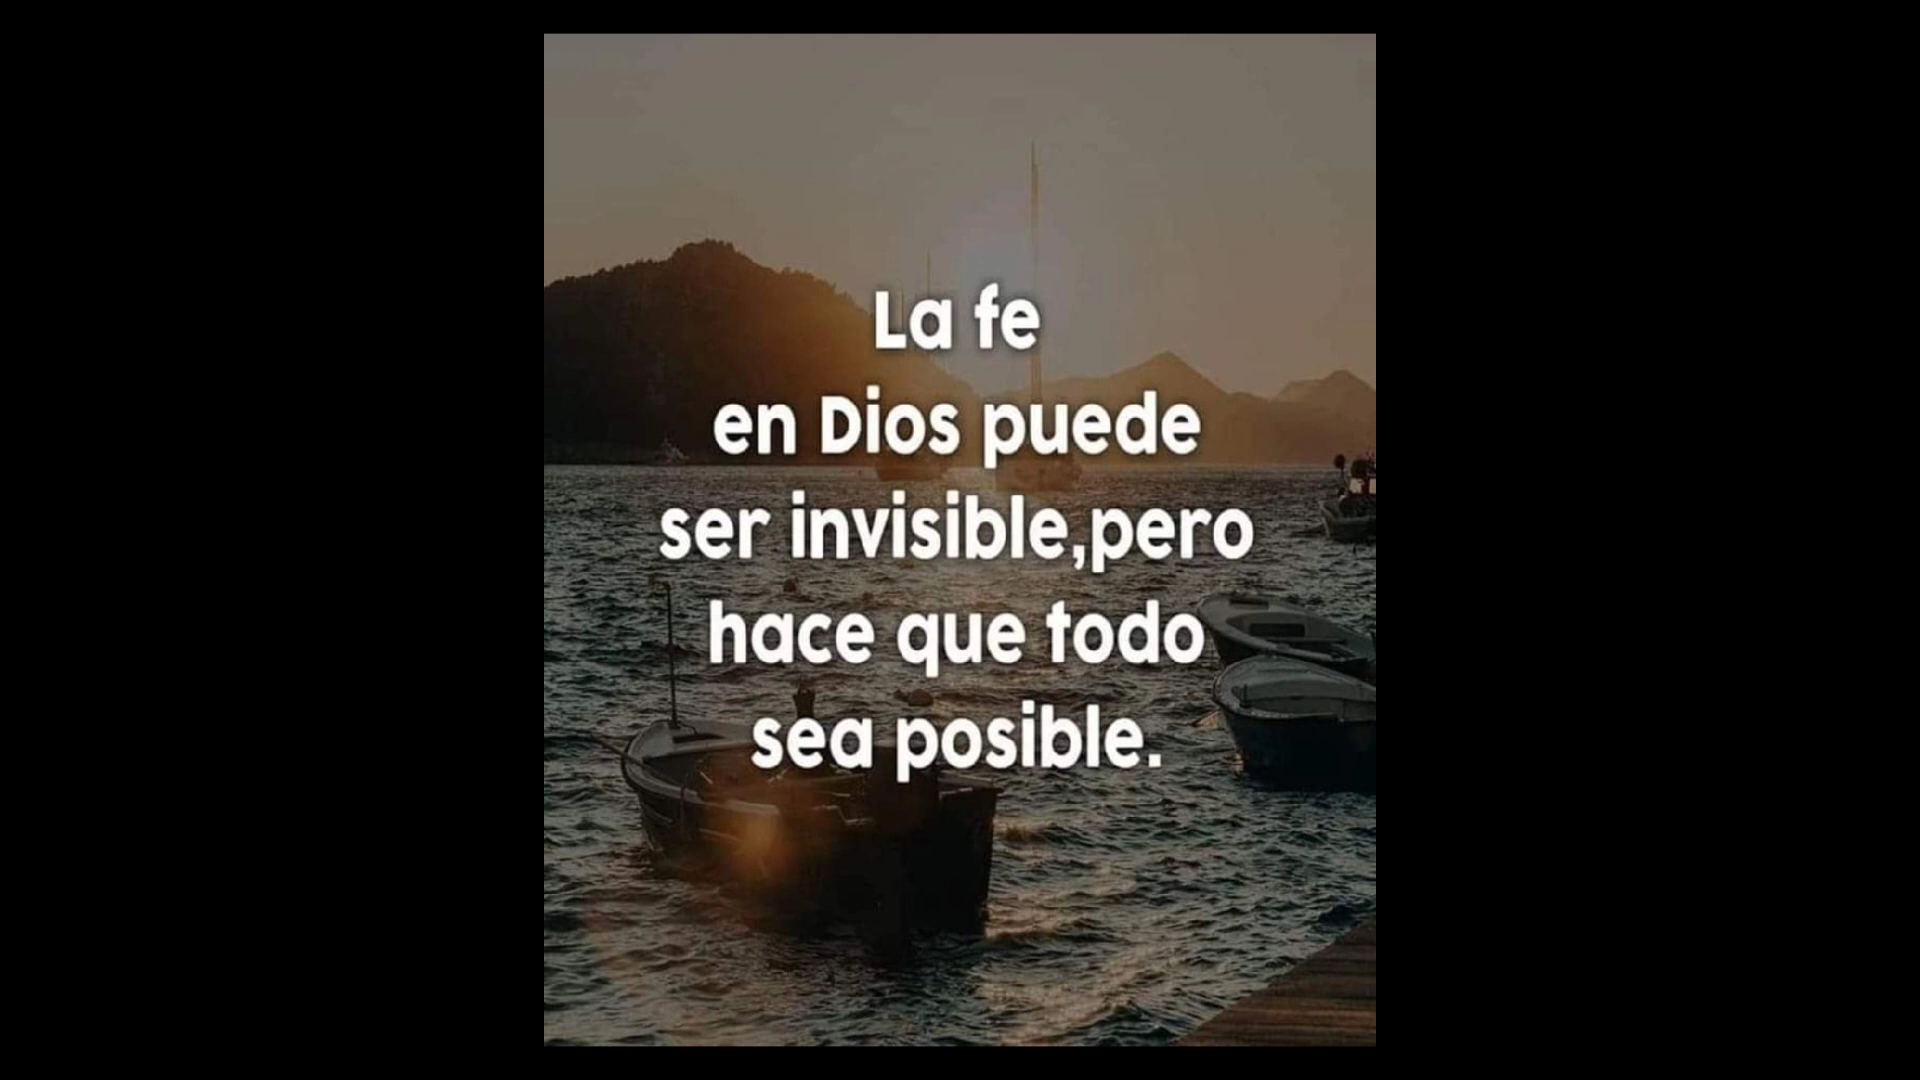 La fe
en Dios puede
ser invisible,pero
hace que todo
sea posible.